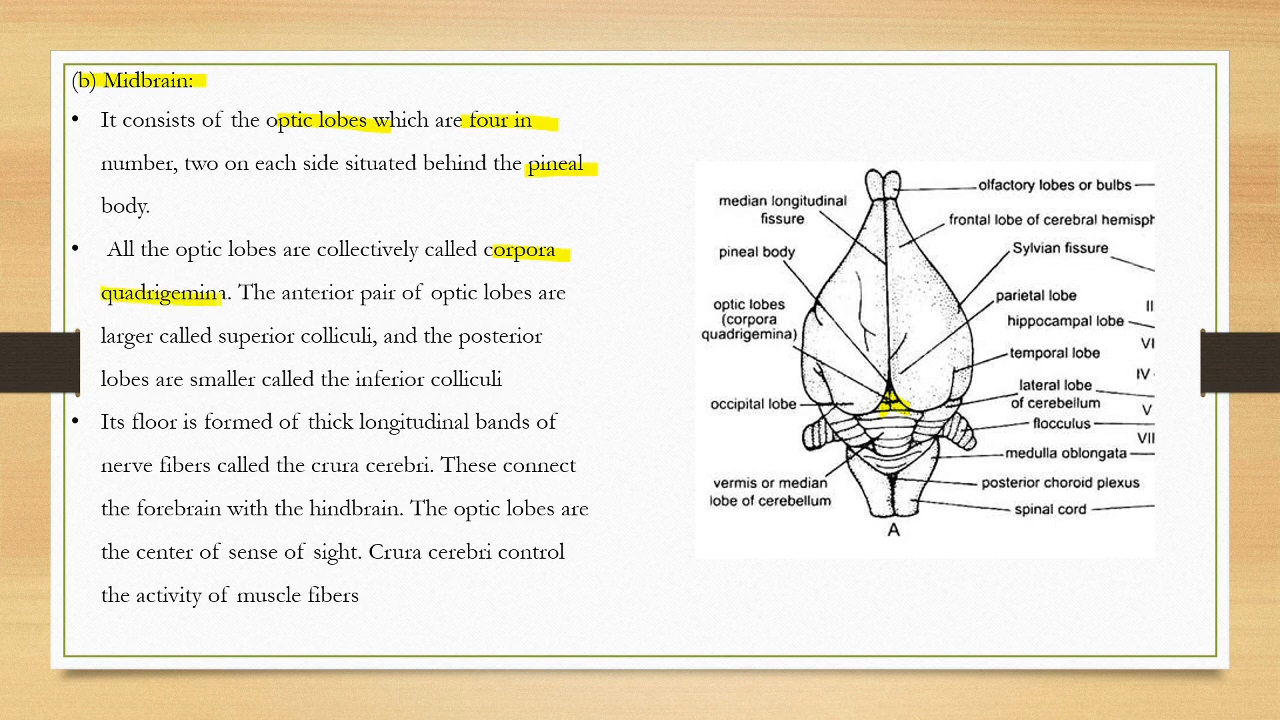 (b) Midbrain:
• It consists of the optic lobes which are four in
number, two on each side situated behind the pineal
body.
• All the optic lobes are collectively called corpora
quadrigemina. The anterior pair of optic lobes are
larger called superior colliculi, and the posterior
lobes are smaller called the inferior colliculi
• Its floor is formed of thick longitudinal bands of
nerve fibers called the crura cerebri. These connect
the forebrain with the hindbrain. The optic lobes are
the center of sense of sight. Crura cerebri control
the activity of muscle fibers
median longitudinal
fissure
pineal body
optic lobes
(corpora
quadrigemina)
occipital lobe
vermis or median
lobe of cerebellum
olfactory lobes or bulbs
frontal lobe of cerebral hemisph
Sylvian fissure
parietal lobe
hippocampal lobe
temporal lobe
lateral lobe
of cerebellum
flocculus
medulla oblongata
posterior choroid plexus
spinal cord
II
VI
IV
V
VII
A